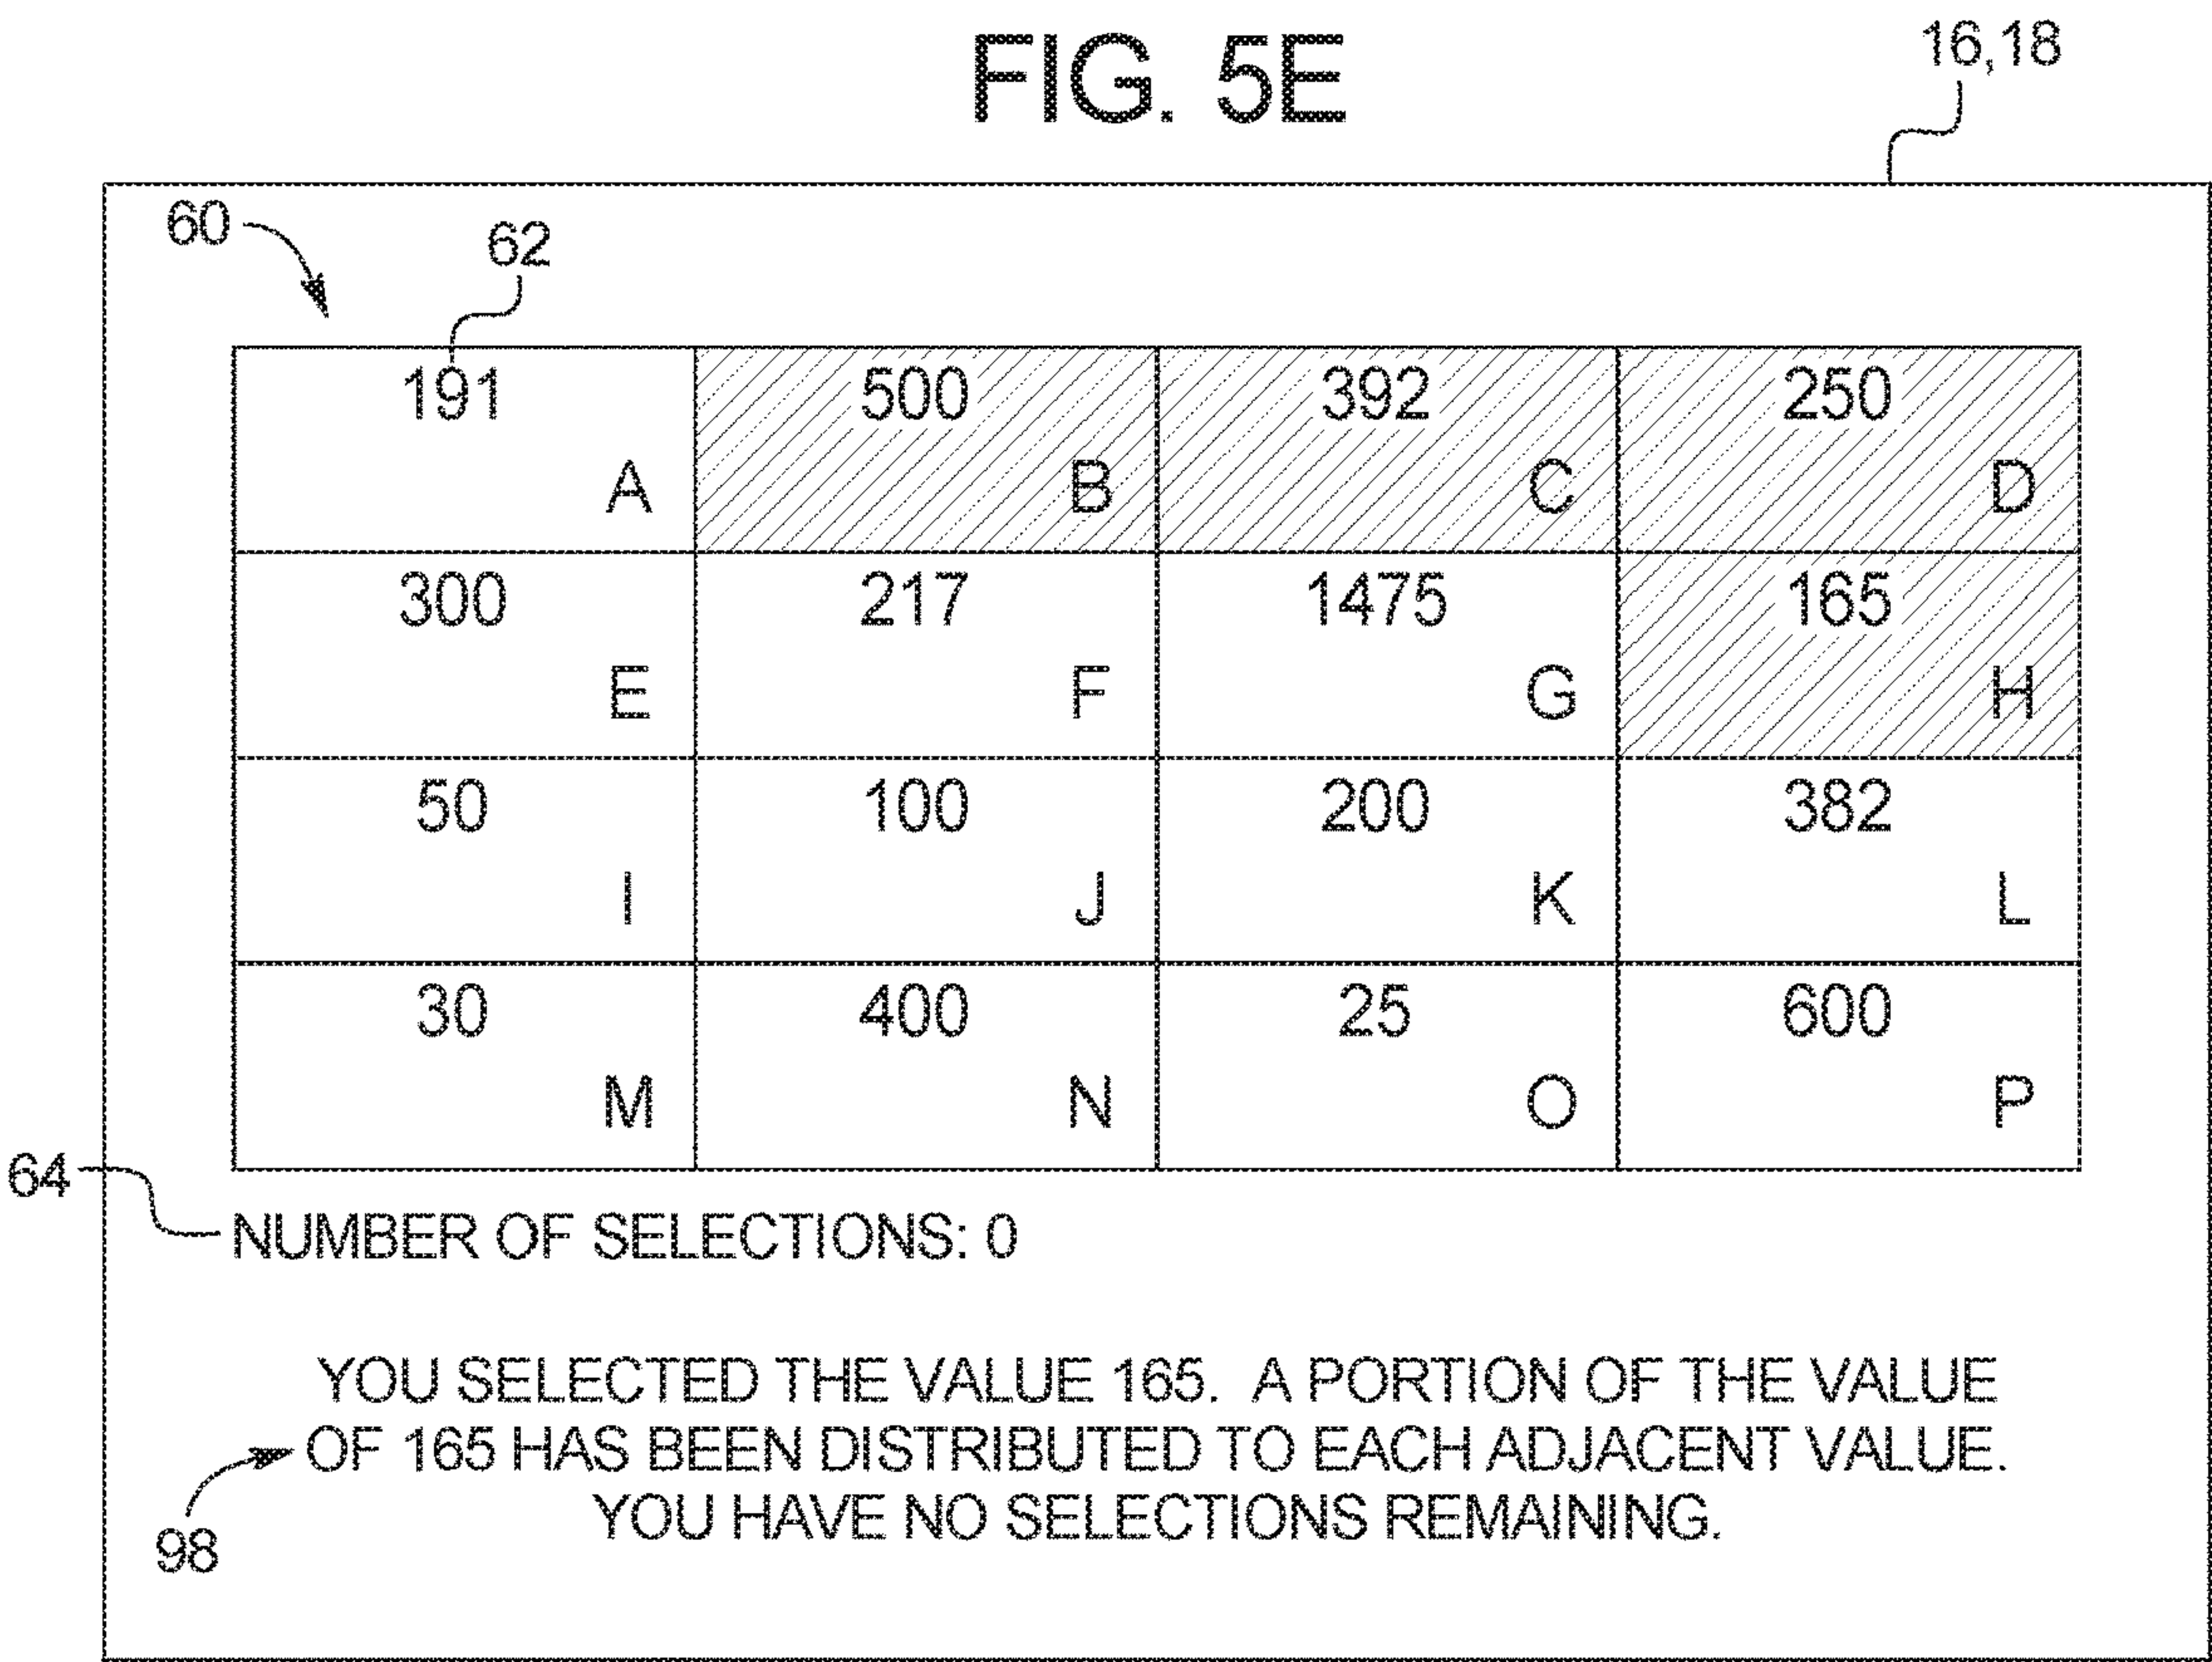 FIG. 5E
16,18
60
62
191 500 392 250
A B C D
300 217 1475 165
E F G H
50 100 200 382
I J K L
30 400 25 600
M N O P
64
NUMBER OF SELECTIONS: 0
YOU SELECTED THE VALUE 165. A PORTION OF THE VALUE
OF 165 HAS BEEN DISTRIBUTED TO EACH ADJACENT VALUE.
YOU HAVE NO SELECTIONS REMAINING.
98